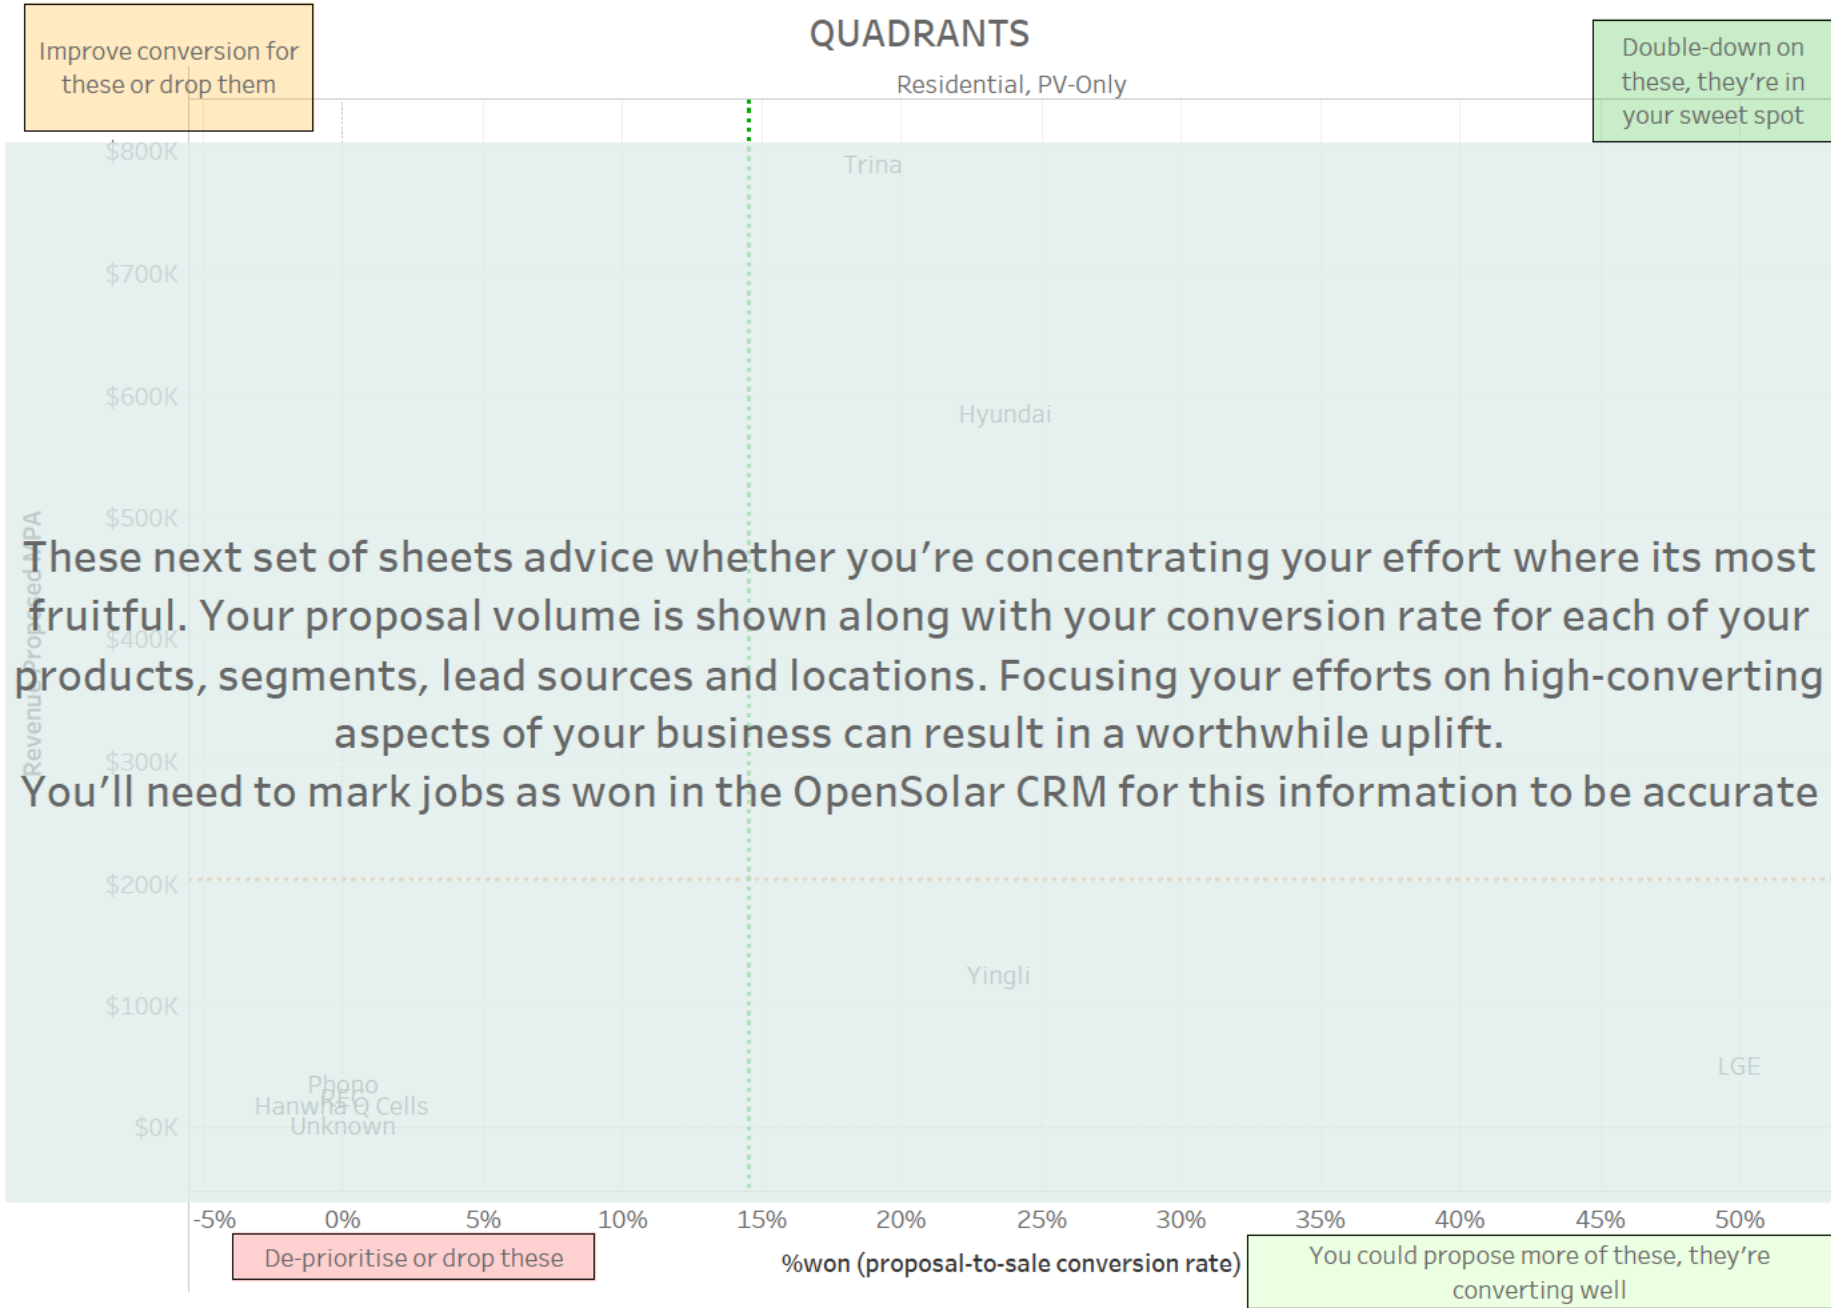 QUADRANTS
Residential, PV-Only
Improve conversion for
these or drop them
Double-down on
these, they're in
your sweet spot
$800K
$700K
$600K
$500K
$400K
$300K
$200K
$100K
$0K
Revenue Proposed MPA
Trina
Hyundai
These next set of sheets advice whether you're concentrating your effort where its most
fruitful. Your proposal volume is shown along with your conversion rate for each of your
products, segments, lead sources and locations. Focusing your efforts on high-converting
aspects of your business can result in a worthwhile uplift.
You'll need to mark jobs as won in the OpenSolar CRM for this information to be accurate
Yingli
LGE
Phono
REC
Hanwha Q Cells
Unknown
-5% 0% 5% 10% 15% 20% 25% 30% 35% 40% 45% 50%
De-prioritise or drop these
%won (proposal-to-sale conversion rate)
You could propose more of these, they're
converting well